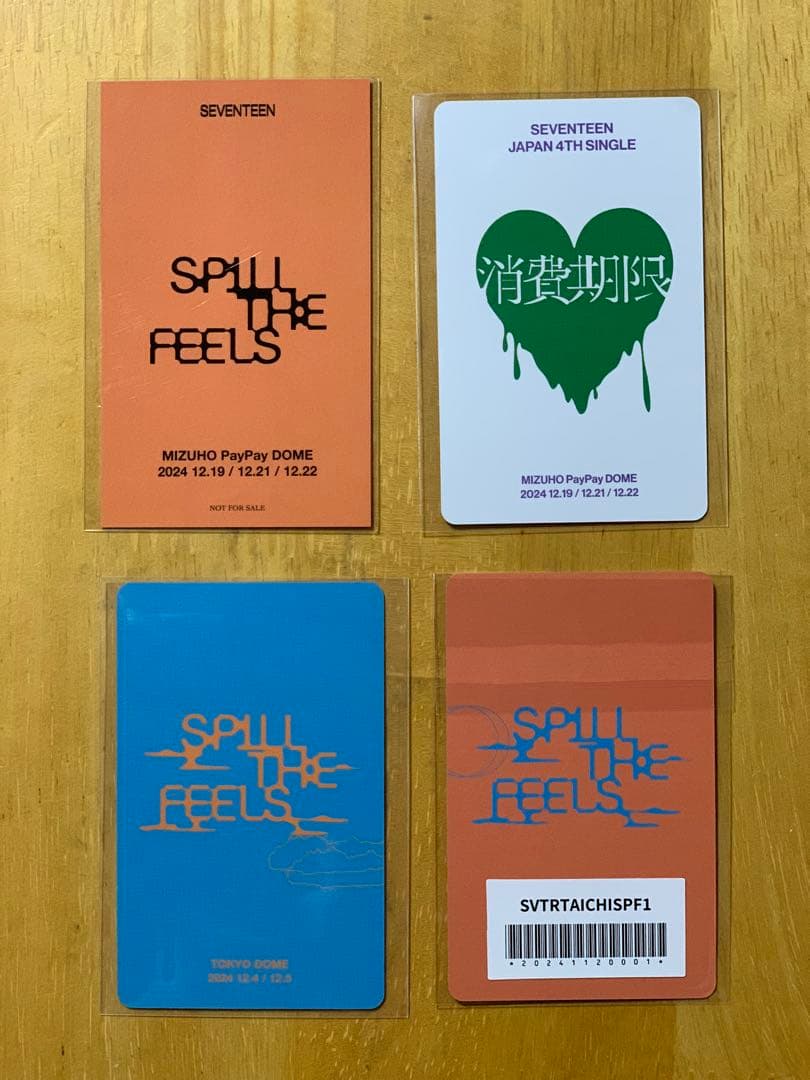 SEVENTEEN
SPILL
THE
FEELS
MIZUHO PayPay DOME
2024 12.19 / 12.21 / 12.22
NOT FOR SALE
SEVENTEEN
JAPAN 4TH SINGLE
消費期限
MIZUHO PayPay DOME
2024 12.19 / 12.21 / 12.22
SPILL
THE
FEELS
TOKYO DOME
2024 12.4 / 12.5
SPILL
THE
FEELS
SVTRTAICHISPF1
*20241120001*